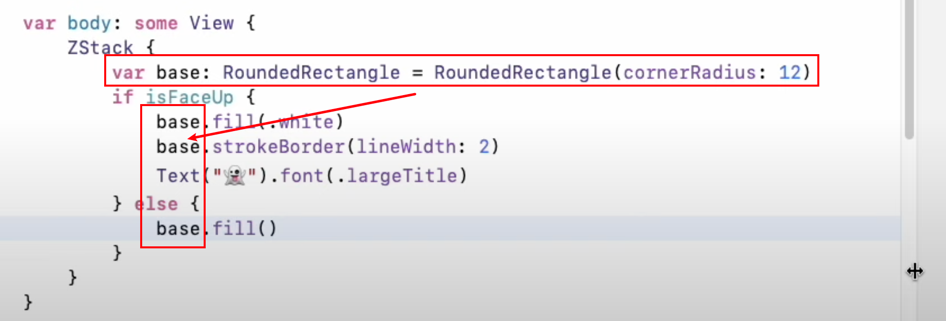 var body: some View {
ZStack {
var base: RoundedRectangle = RoundedRectangle(cornerRadius: 12)
if isFaceUp {
base.fill(.white)
base.strokeBorder(lineWidth: 2)
Text("👻").font(.largeTitle)
} else {
base.fill()
}
}
}